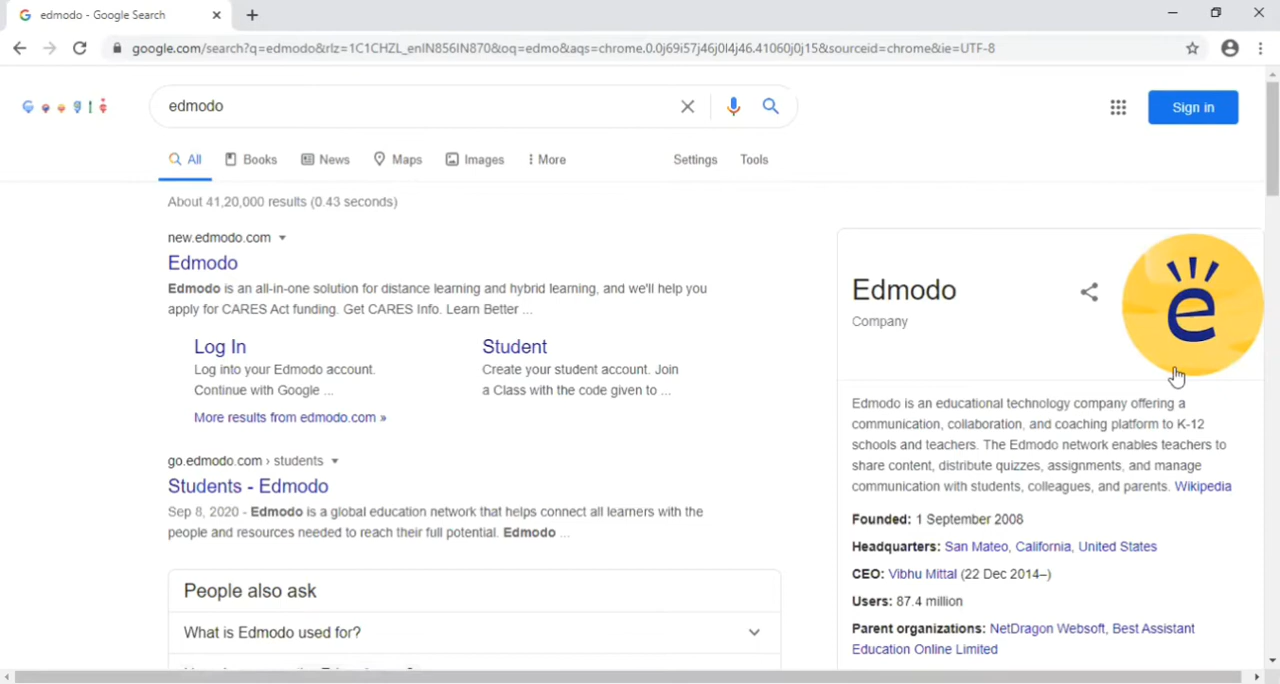 edmodo - Google Search
google.com/search?q=edmodo&rlz=1C1CHZL_enIN856IN870&oq=edmo&aqs=chrome.0.0j69i57j46j0l4j46.41060j0j15&sourceid=chrome&ie=UTF-8
edmodo
Sign in
All Books News Maps Images More Settings Tools
About 41,20,000 results (0.43 seconds)
new.edmodo.com
Edmodo
Edmodo is an all-in-one solution for distance learning and hybrid learning, and we'll help you
apply for CARES Act funding. Get CARES Info. Learn Better ...
Log In
Log into your Edmodo account.
Continue with Google ...
Student
Create your student account. Join
a Class with the code given to ...
More results from edmodo.com »
go.edmodo.com › students
Students - Edmodo
Sep 8, 2020 - Edmodo is a global education network that helps connect all learners with the
people and resources needed to reach their full potential. Edmodo ...
People also ask
What is Edmodo used for?
Edmodo
Company
e
Edmodo is an educational technology company offering a
communication, collaboration, and coaching platform to K-12
schools and teachers. The Edmodo network enables teachers to
share content, distribute quizzes, assignments, and manage
communication with students, colleagues, and parents. Wikipedia
Founded: 1 September 2008
Headquarters: San Mateo, California, United States
CEO: Vibhu Mittal (22 Dec 2014–)
Users: 87.4 million
Parent organizations: NetDragon Websoft, Best Assistant
Education Online Limited